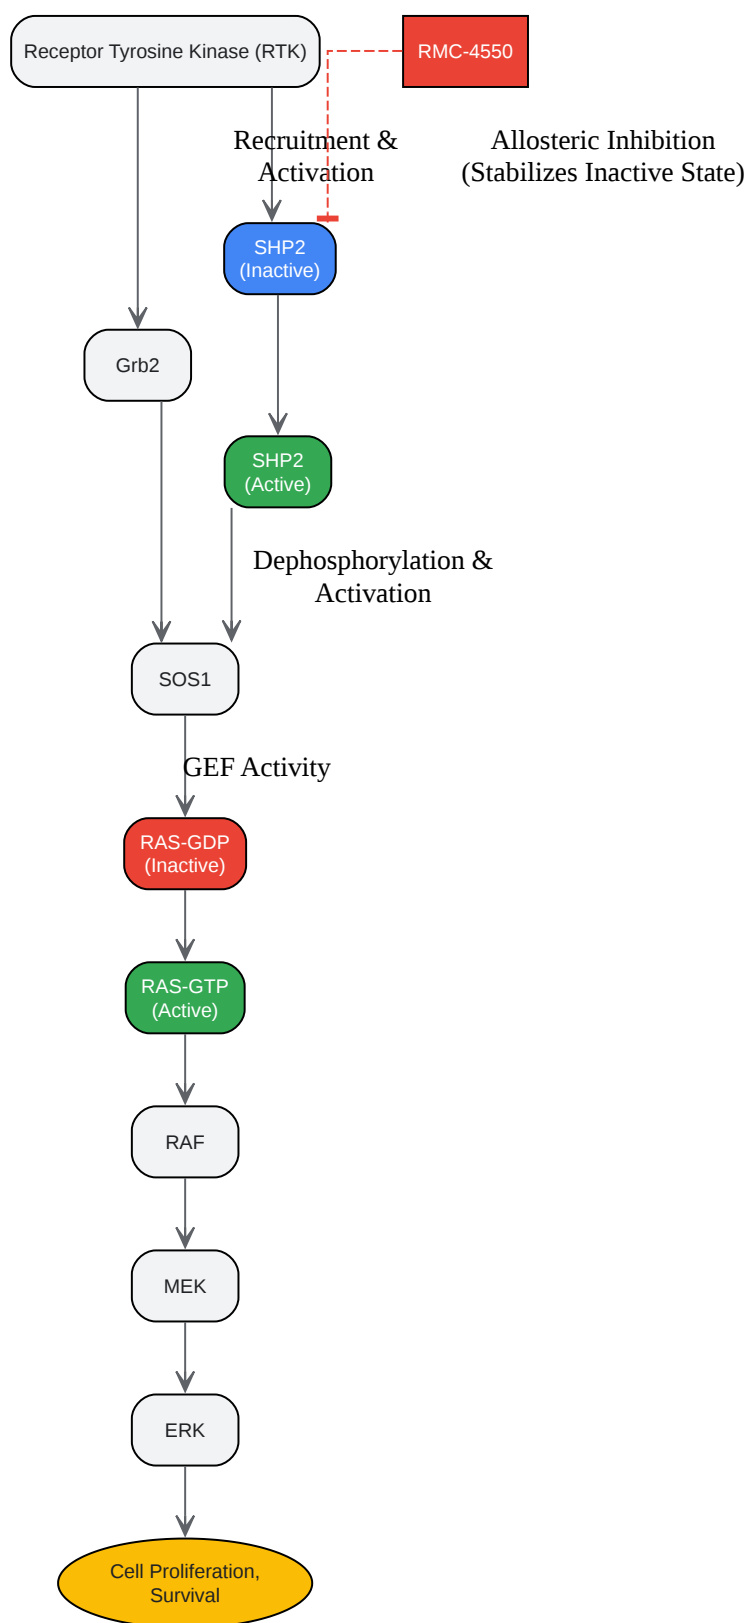 Receptor Tyrosine Kinase (RTK)
RMC-4550
Recruitment &
Activation
Allosteric Inhibition
(Stabilizes Inactive State)
SHP2
(Inactive)
Grb2
SHP2
(Active)
Dephosphorylation &
Activation
SOS1
GEF Activity
RAS-GDP
(Inactive)
RAS-GTP
(Active)
RAF
MEK
ERK
Cell Proliferation,
Survival